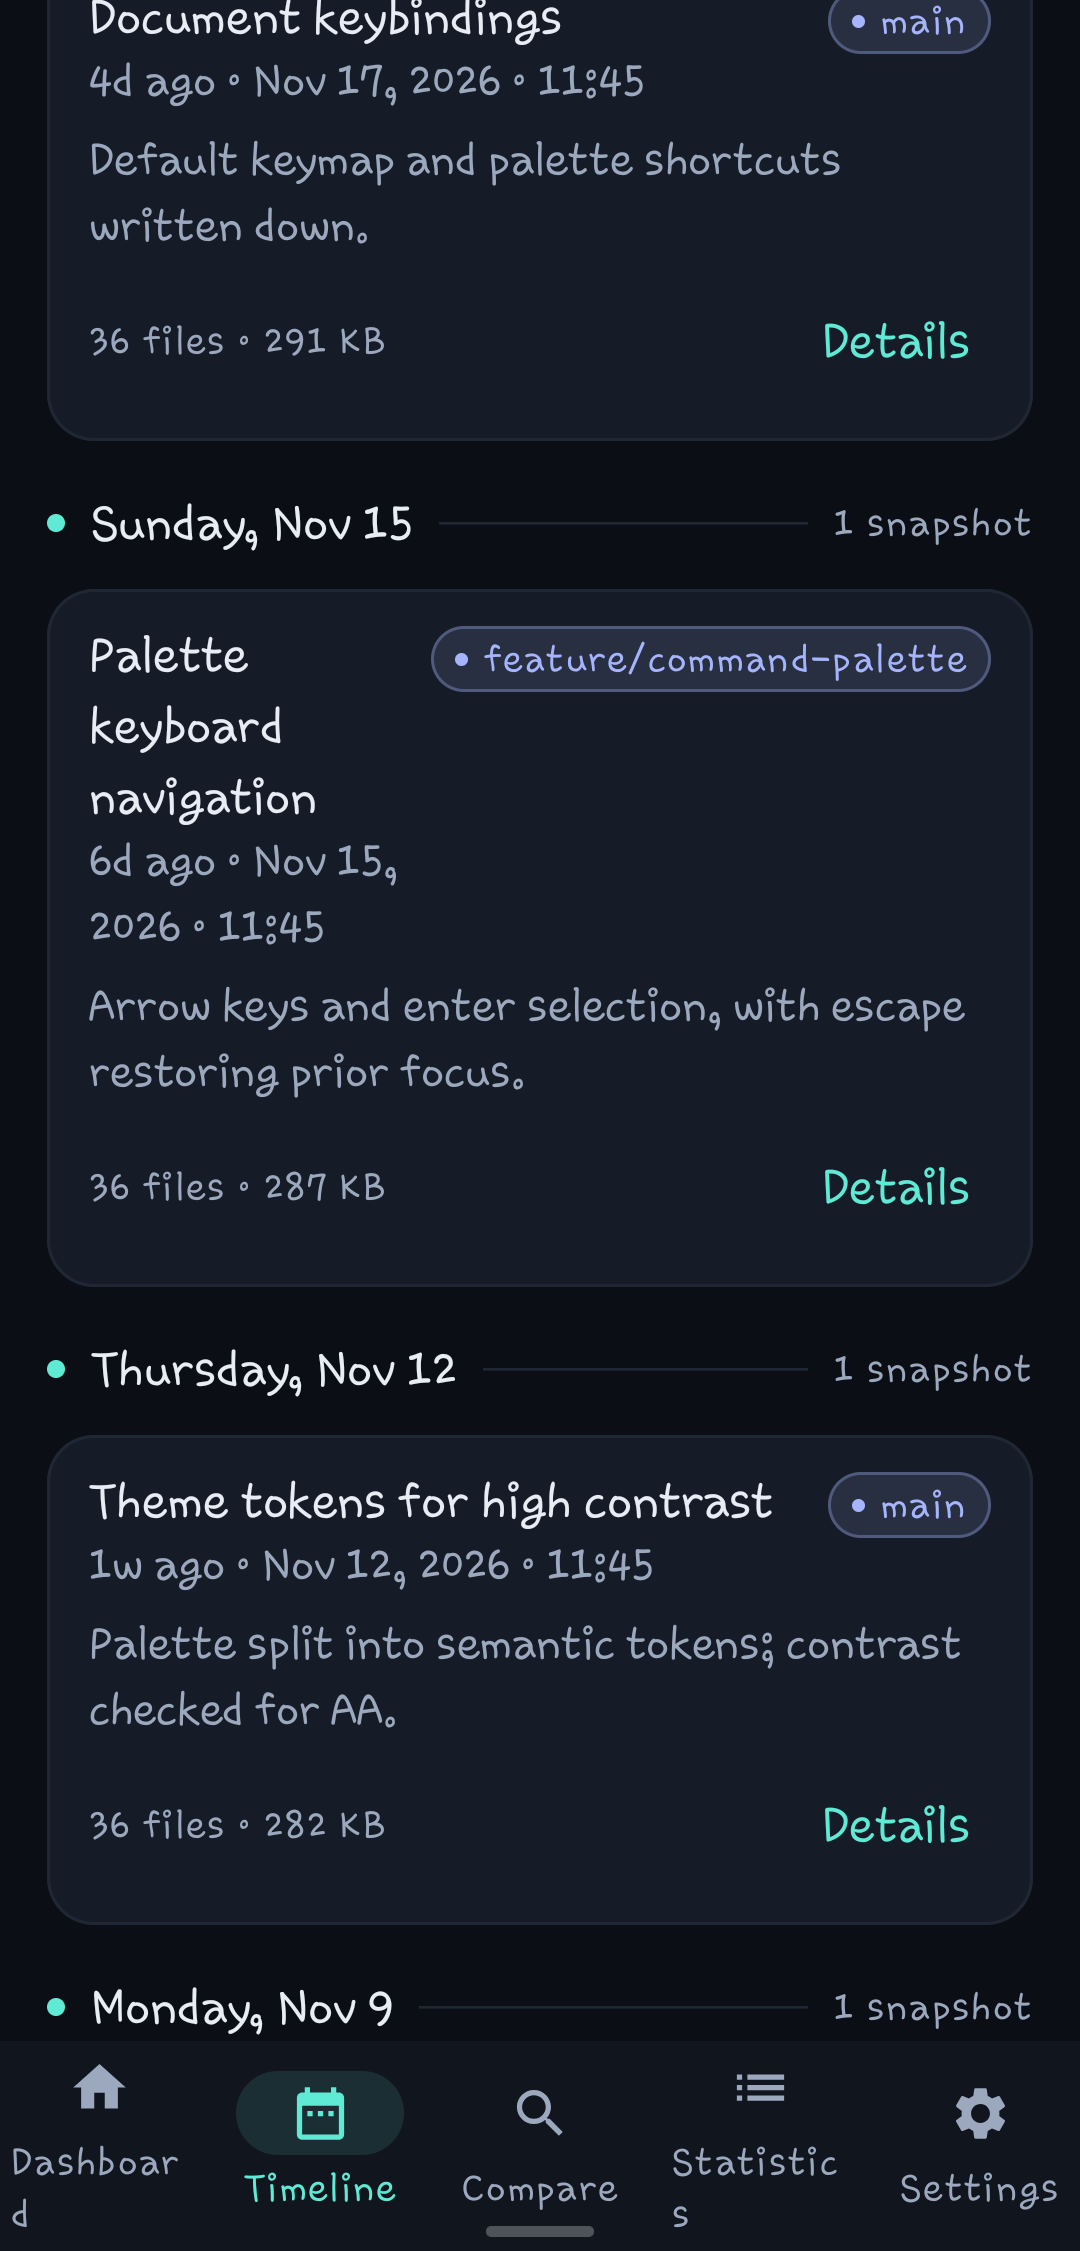 Document keybindings
main
4d ago • Nov 17, 2026 • 11:45
Default keymap and palette shortcuts
written down.
36 files • 291 KB
Details
Sunday, Nov 15
1 snapshot
Palette
keyboard
navigation
feature/command-palette
6d ago • Nov 15,
2026 • 11:45
Arrow keys and enter selection, with escape
restoring prior focus.
36 files • 287 KB
Details
Thursday, Nov 12
1 snapshot
Theme tokens for high contrast
main
1w ago • Nov 12, 2026 • 11:45
Palette split into semantic tokens; contrast
checked for AA.
36 files • 282 KB
Details
Monday, Nov 9
1 snapshot
Dashboar
d
Timeline
Compare
Statistic
s
Settings